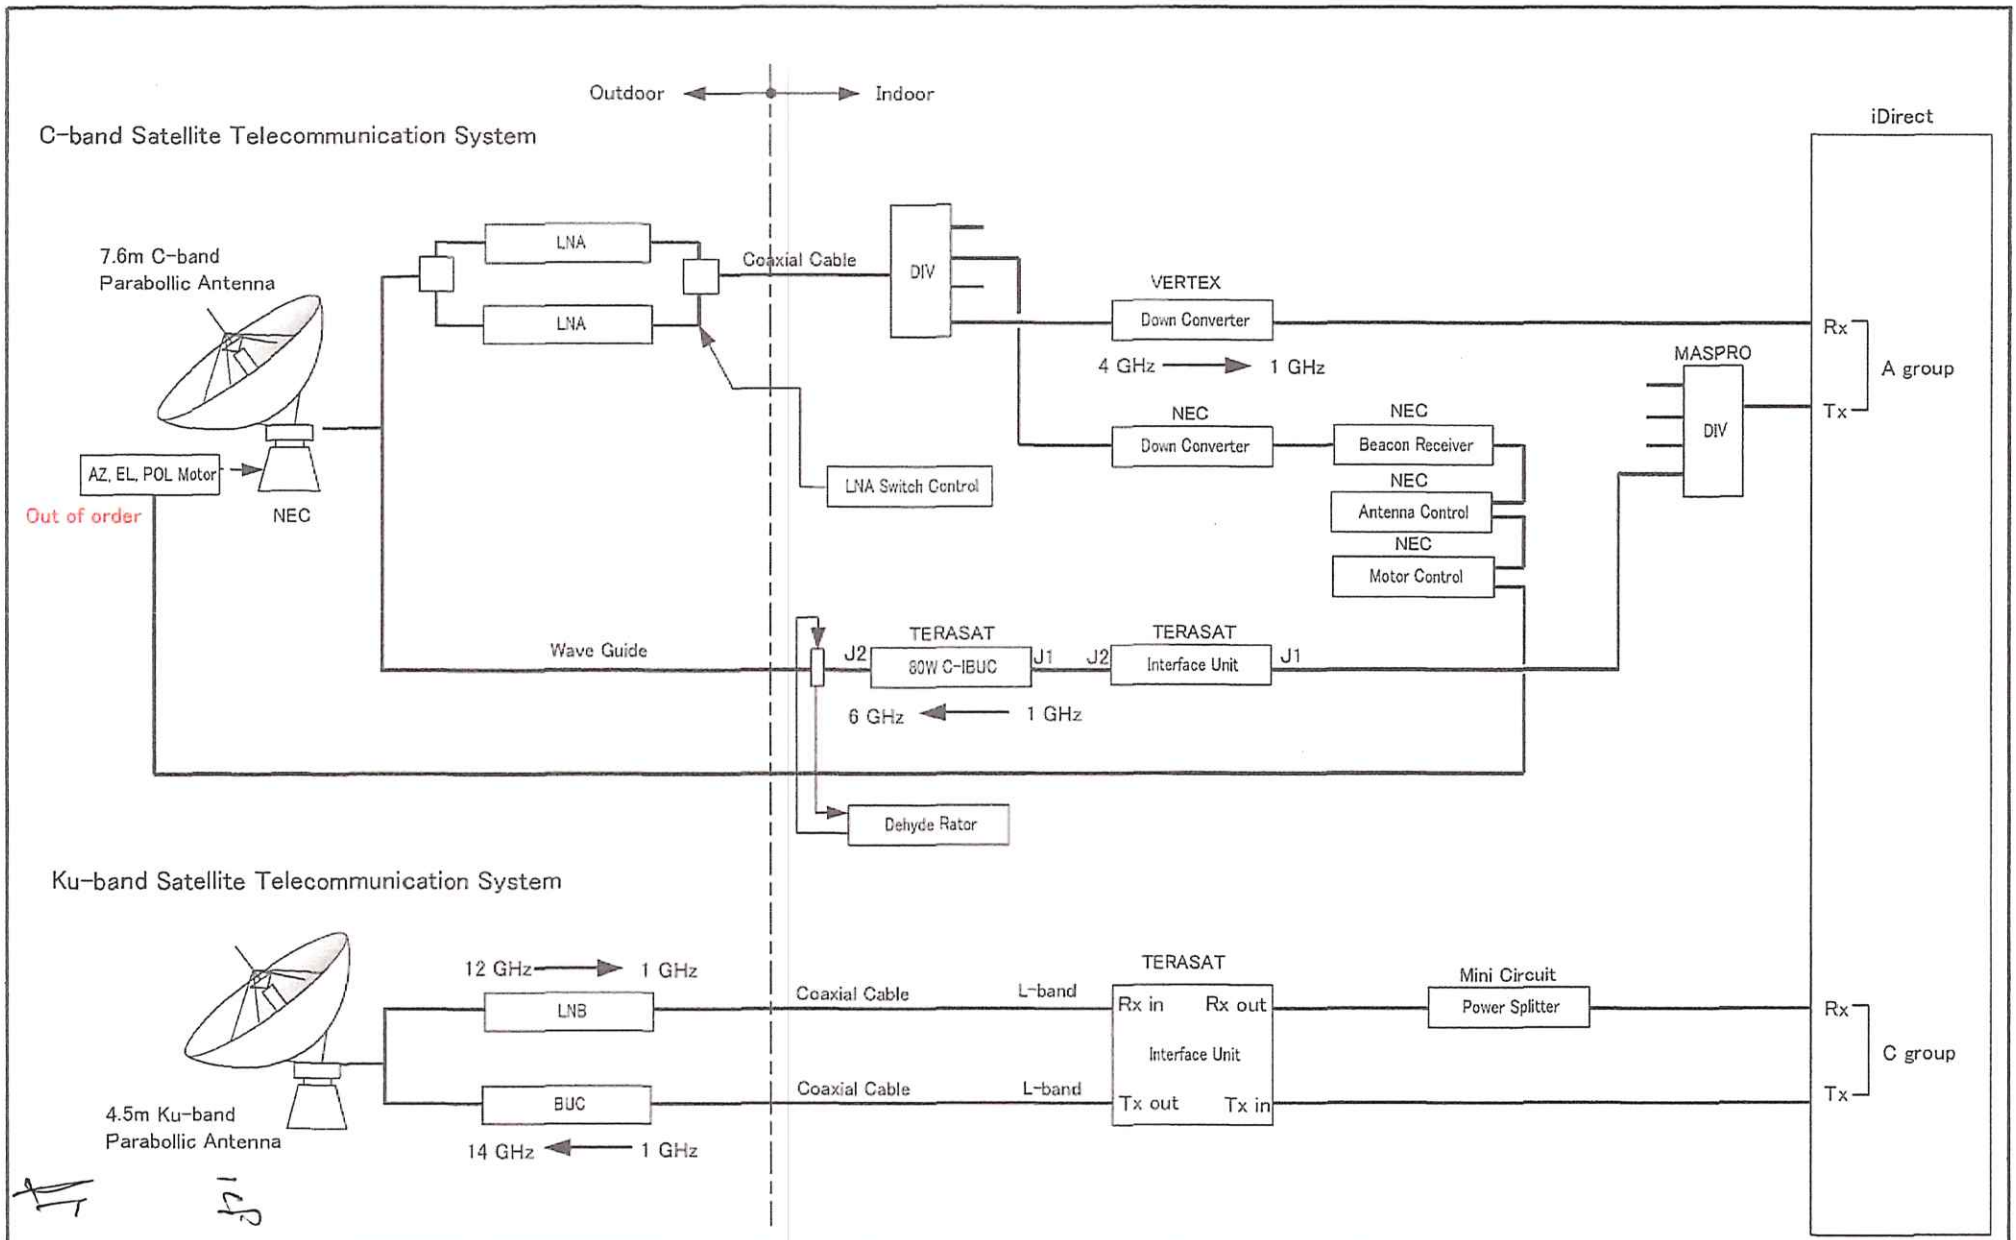 Outdoor
Indoor
iDirect
C-band Satellite Telecommunication System
7.6m C-band
Parabollic Antenna
LNA
LNA
Coaxial Cable
DIV
VERTEX
Down Converter
4 GHz
1 GHz
Rx
Tx
A group
MASPRO
DIV
NEC
Down Converter
NEC
Beacon Receiver
NEC
Antenna Control
NEC
Motor Control
LNA Switch Control
AZ, EL, POL Motor
Out of order
NEC
Wave Guide
J2
TERASAT
80W C-IBUC
J1
J2
TERASAT
Interface Unit
J1
6 GHz
1 GHz
Dehyde Rator
Ku-band Satellite Telecommunication System
12 GHz
1 GHz
LNB
Coaxial Cable
L-band
TERASAT
Rx in
Rx out
Interface Unit
Tx out
Tx in
Mini Circuit
Power Splitter
Rx
Tx
C group
4.5m Ku-band
Parabollic Antenna
BUC
Coaxial Cable
L-band
14 GHz
1 GHz